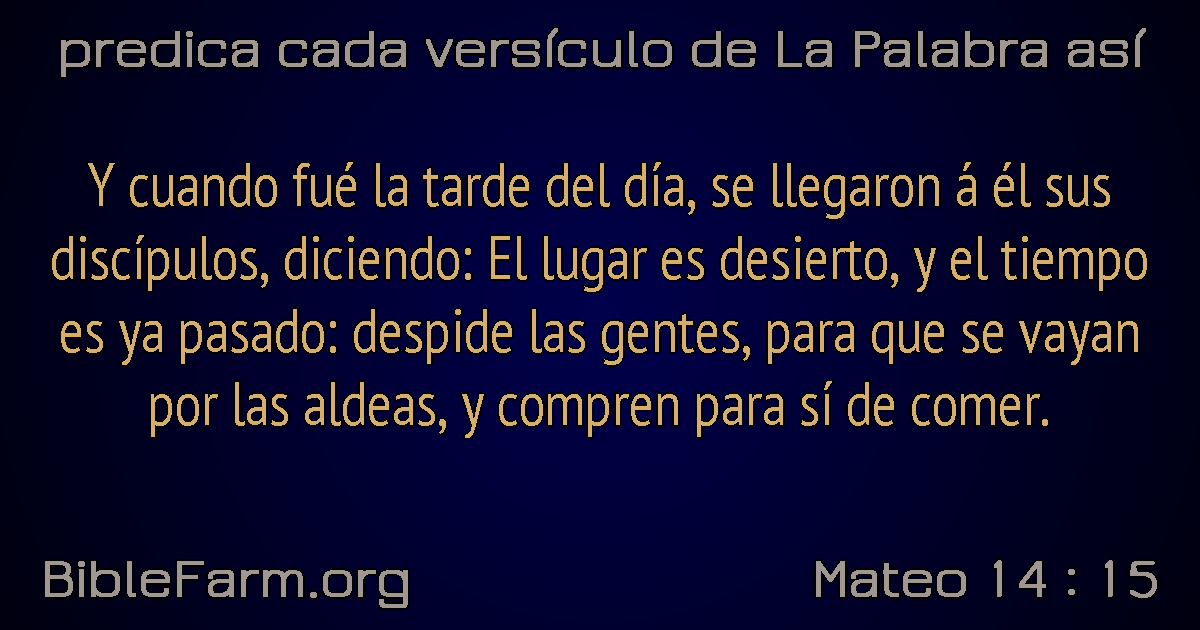 predica cada versículo de La Palabra así
Y cuando fué la tarde del día, se llegaron á él sus
discípulos, diciendo: El lugar es desierto, y el tiempo
es ya pasado: despide las gentes, para que se vayan
por las aldeas, y compren para sí de comer.
BibleFarm.org
Mateo 14 : 15